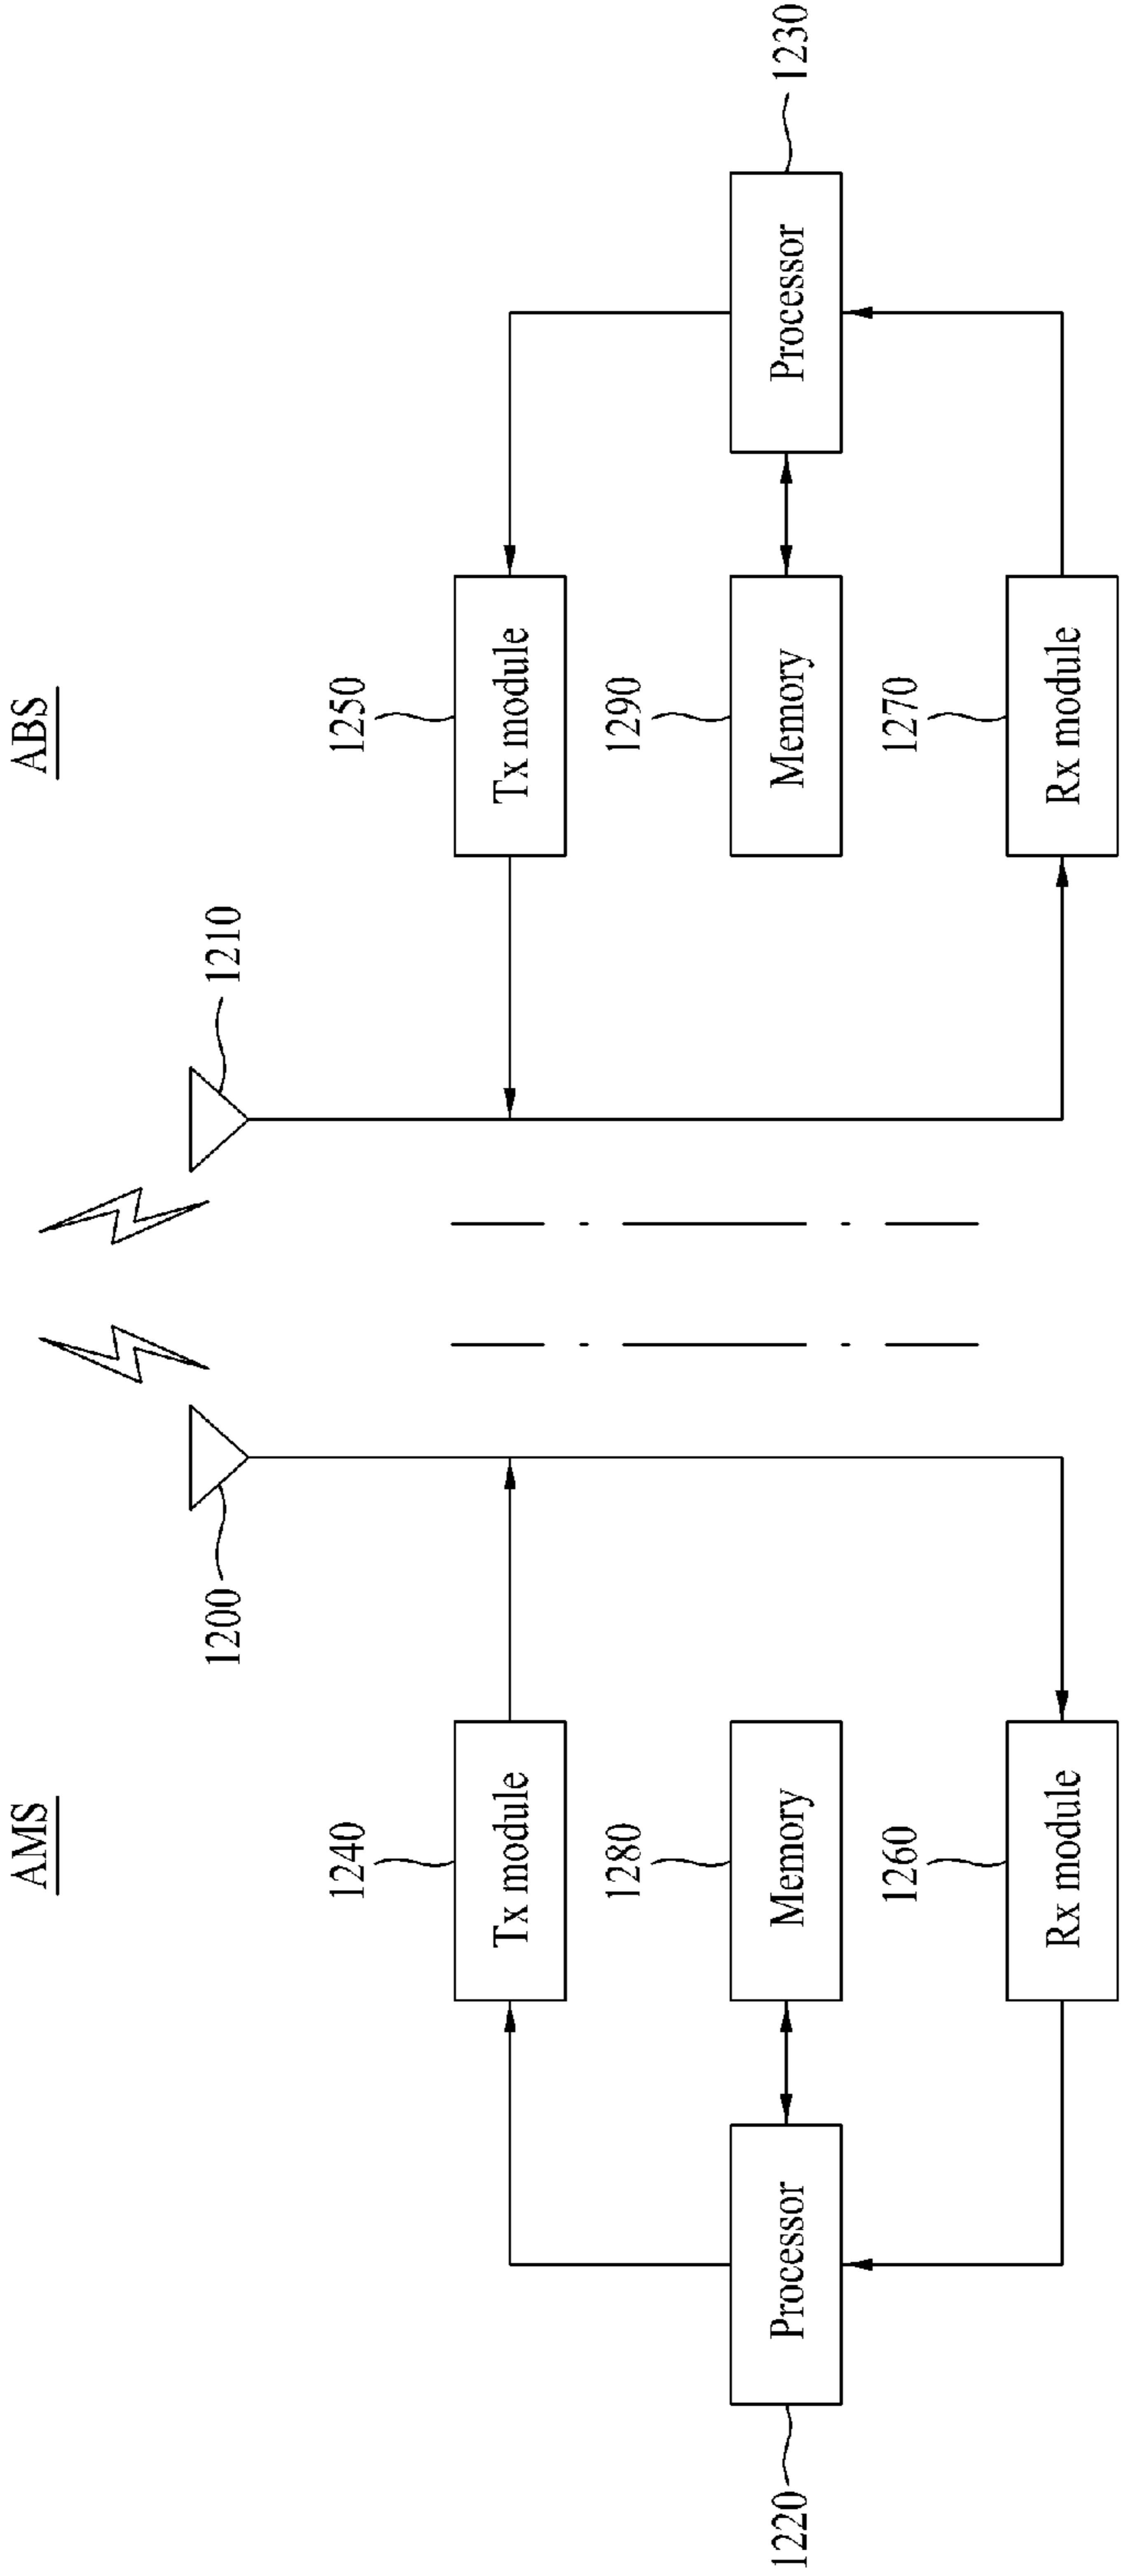 AMS
ABS
1200
1210
1240
Tx module
1250
Tx module
1280
Memory
1290
Memory
1220
Processor
1230
Processor
1260
Rx module
1270
Rx module